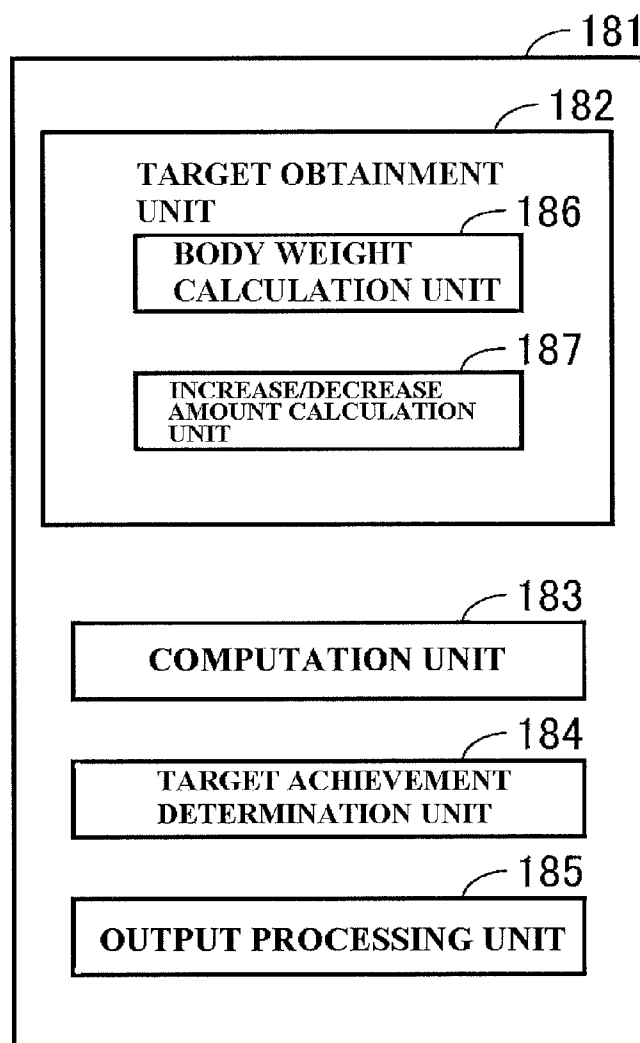 181
182
TARGET OBTAINMENT
UNIT
186
BODY WEIGHT
CALCULATION UNIT
187
INCREASE/DECREASE
AMOUNT CALCULATION
UNIT
183
COMPUTATION UNIT
184
TARGET ACHIEVEMENT
DETERMINATION UNIT
185
OUTPUT PROCESSING UNIT